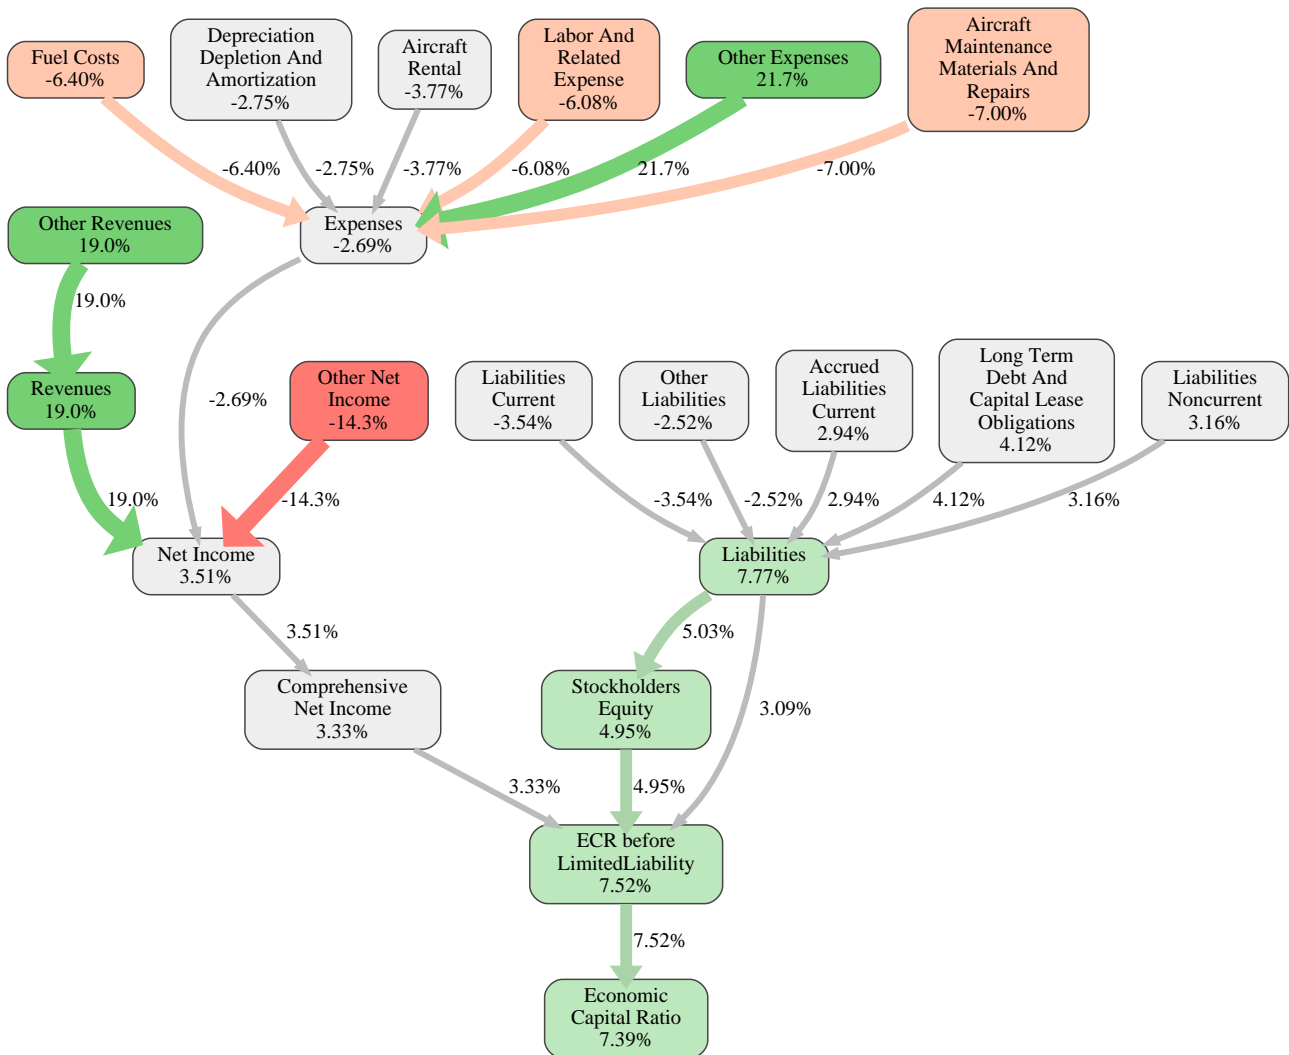 Fuel Costs
-6.40%
Depreciation
Depletion And
Amortization
-2.75%
Aircraft
Rental
-3.77%
Labor And
Related
Expense
-6.08%
Other Expenses
21.7%
Aircraft
Maintenance
Materials And
Repairs
-7.00%
-6.40%
-2.75%
-3.77%
-6.08%
21.7%
-7.00%
Other Revenues
19.0%
Expenses
-2.69%
19.0%
Revenues
19.0%
-2.69%
Other Net
Income
-14.3%
Liabilities
Current
-3.54%
Other
Liabilities
-2.52%
Accrued
Liabilities
Current
2.94%
Long Term
Debt And
Capital Lease
Obligations
4.12%
Liabilities
Noncurrent
3.16%
19.0%
-14.3%
-3.54%
-2.52%
2.94%
4.12%
3.16%
Net Income
3.51%
Liabilities
7.77%
3.51%
5.03%
Comprehensive
Net Income
3.33%
Stockholders
Equity
4.95%
3.09%
3.33%
4.95%
ECR before
LimitedLiability
7.52%
7.52%
Economic
Capital Ratio
7.39%